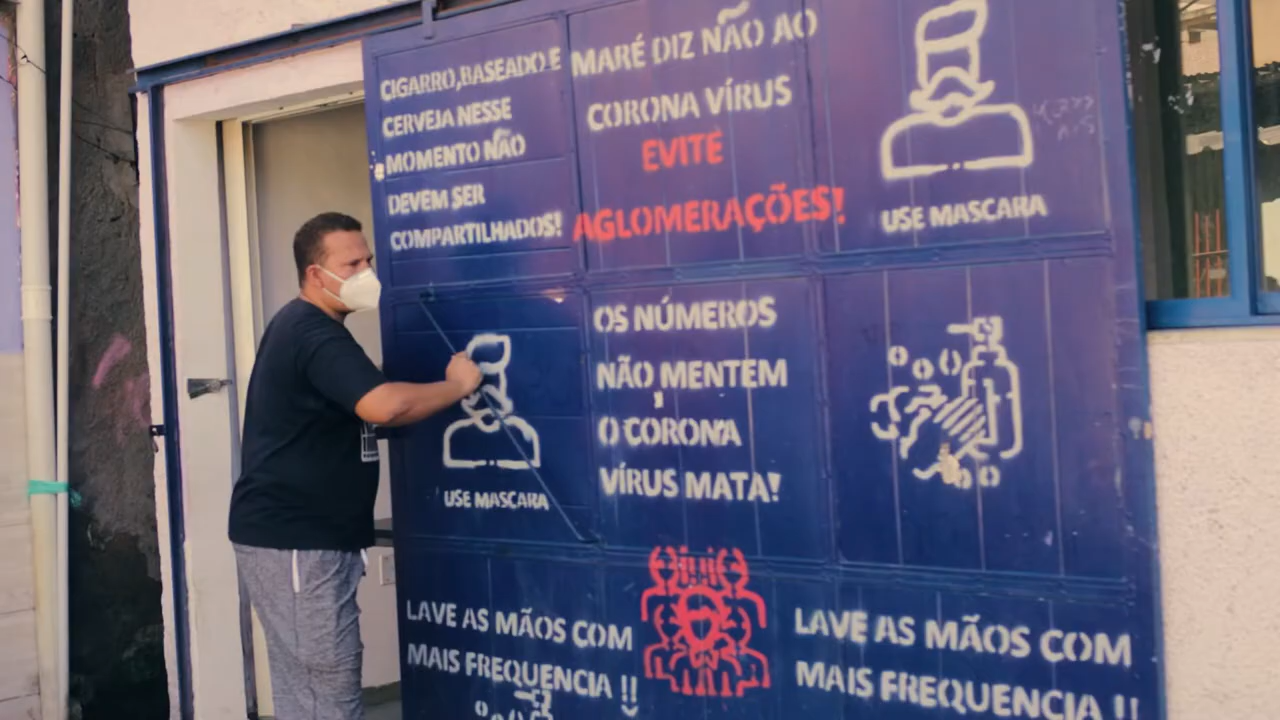 CIGARRO,BASEADO E
CERVEJA NESSE
MOMENTO NÃO
DEVEM SER
COMPARTILHADOS!
MARÉ DIZ NÃO AO
CORONA VÍRUS
EVITE
AGLOMERAÇÕES!
USE MASCARA
USE MASCARA
OS NÚMEROS
NÃO MENTEM
O CORONA
VÍRUS MATA!
LAVE AS MÃOS COM
MAIS FREQUENCIA !!
LAVE AS MÃOS COM
MAIS FREQUENCIA !!